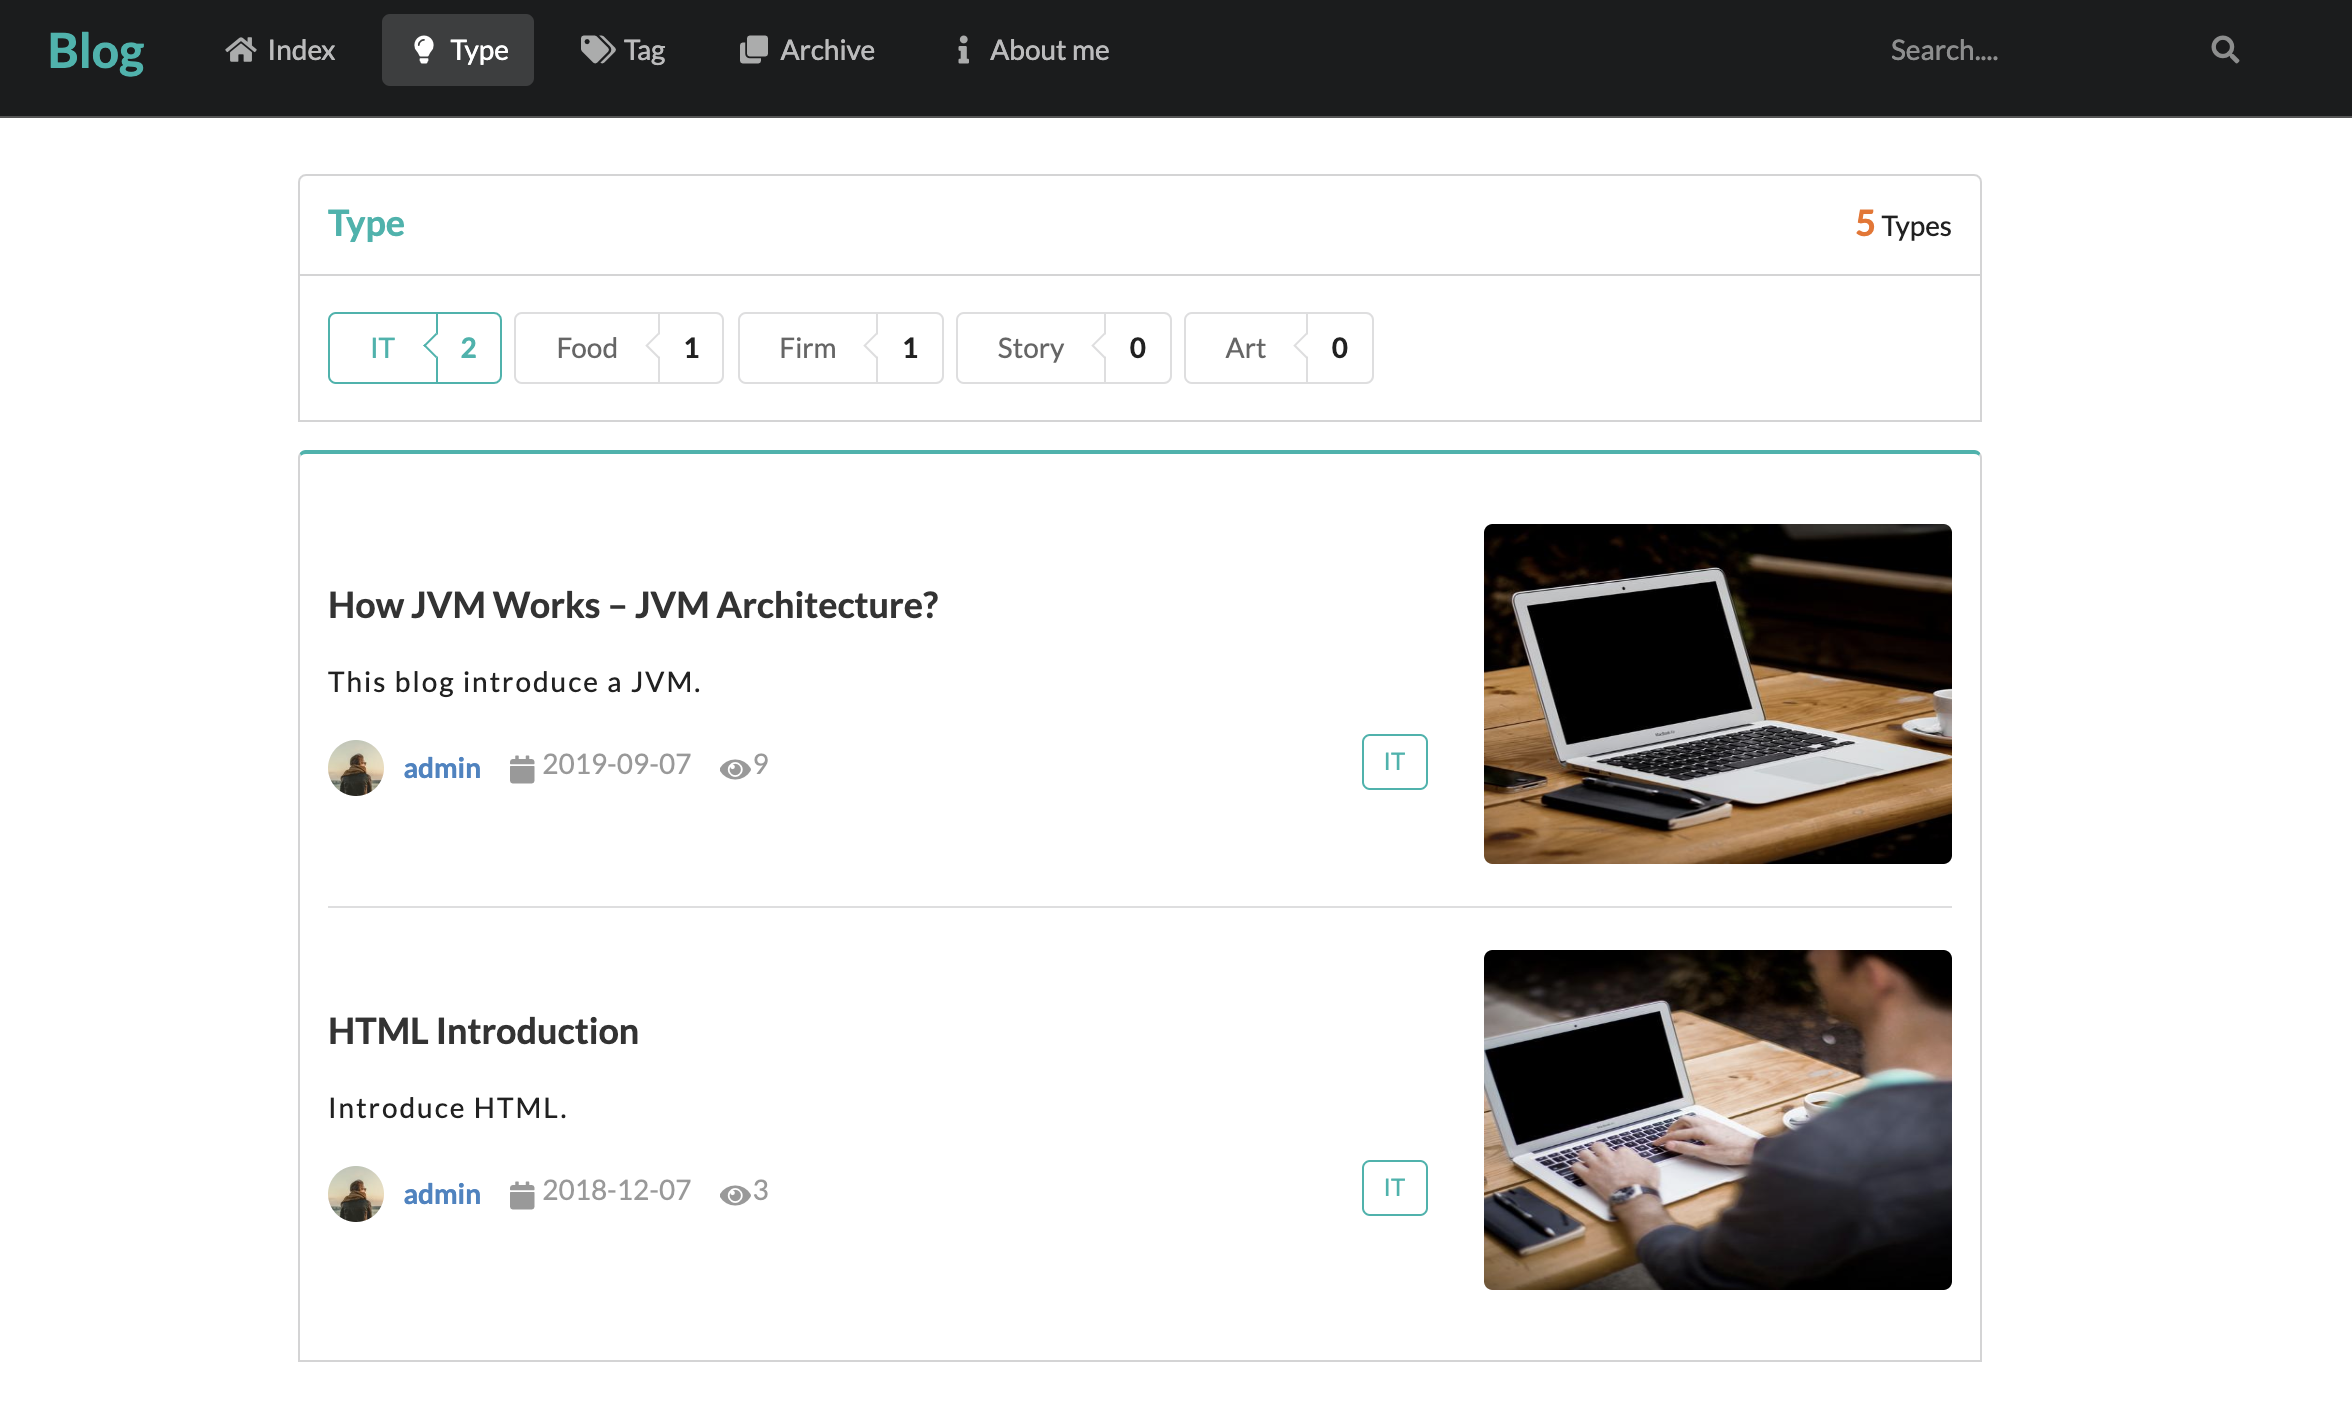 Blog Index Type Tag Archive About me Search....
Type 5 Types
IT 2 Food 1 Firm 1 Story 0 Art 0
How JVM Works – JVM Architecture?
This blog introduce a JVM.
admin 2019-09-07 9 IT
HTML Introduction
Introduce HTML.
admin 2018-12-07 3 IT